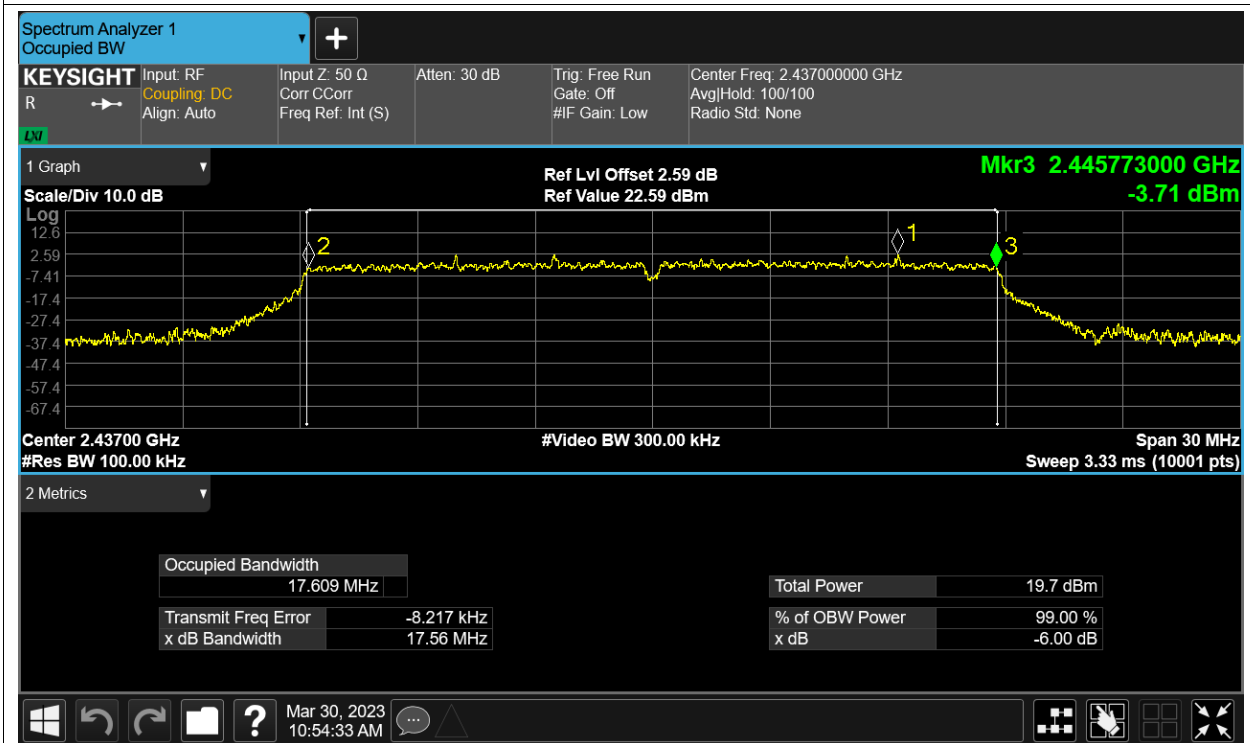 Spectrum Analyzer 1
Occupied BW
KEYSIGHT
R
LXI
Input: RF
Coupling: DC
Align: Auto
Input Z: 50 Ω
Corr CCorr
Freq Ref: Int (S)
Atten: 30 dB
Trig: Free Run
Gate: Off
#IF Gain: Low
Center Freq: 2.437000000 GHz
Avg|Hold: 100/100
Radio Std: None
1 Graph
Scale/Div 10.0 dB
Ref Lvl Offset 2.59 dB
Ref Value 22.59 dBm
Mkr3 2.445773000 GHz
-3.71 dBm
Log
12.6
2.59
-7.41
-17.4
-27.4
-37.4
-47.4
-57.4
-67.4
2
1
3
Center 2.43700 GHz
#Res BW 100.00 kHz
#Video BW 300.00 kHz
Span 30 MHz
Sweep 3.33 ms (10001 pts)
2 Metrics
Occupied Bandwidth
17.609 MHz
Transmit Freq Error -8.217 kHz
x dB Bandwidth 17.56 MHz
Total Power 19.7 dBm
% of OBW Power 99.00 %
x dB -6.00 dB
?
Mar 30, 2023
10:54:33 AM